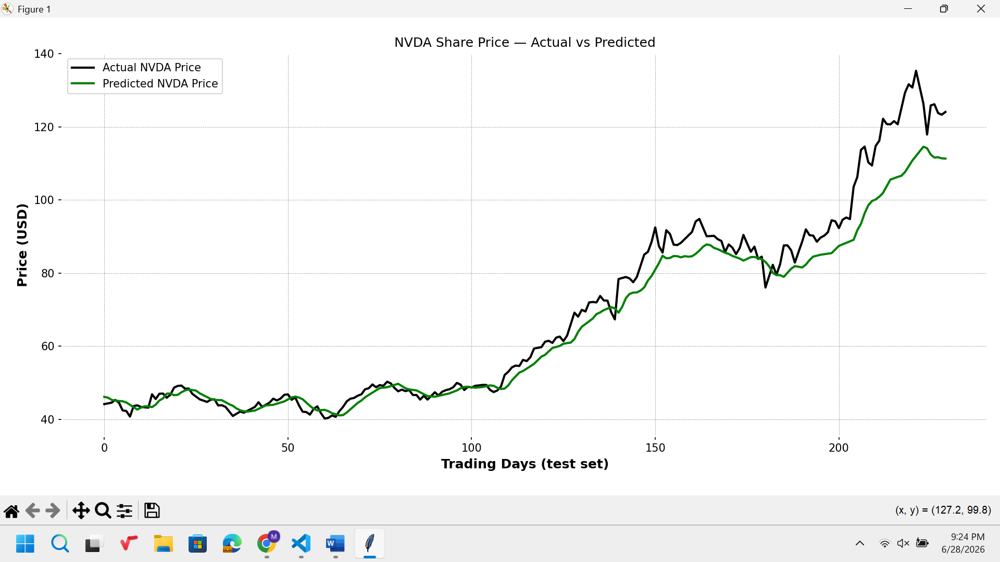 Figure 1
NVDA Share Price — Actual vs Predicted
Actual NVDA Price
Predicted NVDA Price
140
120
100
80
60
40
Price (USD)
0 50 100 150 200
Trading Days (test set)
(x, y) = (127.2, 99.8)
M
W
9:24 PM
6/28/2026